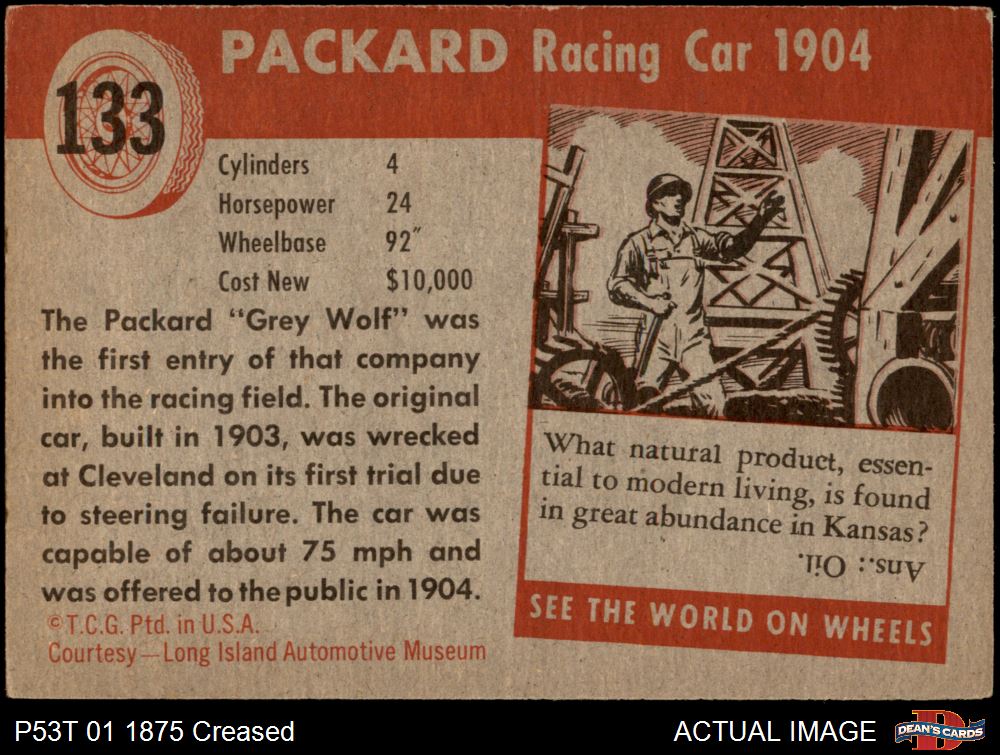 133
PACKARD Racing Car 1904
Cylinders 4
Horsepower 24
Wheelbase 92"
Cost New $10,000
The Packard "Grey Wolf" was
the first entry of that company
into the racing field. The original
car, built in 1903, was wrecked
at Cleveland on its first trial due
to steering failure. The car was
capable of about 75 mph and
was offered to the public in 1904.
©T.C.G. Ptd. in U.S.A.
Courtesy—Long Island Automotive Museum
What natural product, essen-
tial to modern living, is found
in great abundance in Kansas?
Ans.: Oil.
SEE THE WORLD ON WHEELS
P53T 01 1875 Creased
ACTUAL IMAGE
DEAN'S CARDS